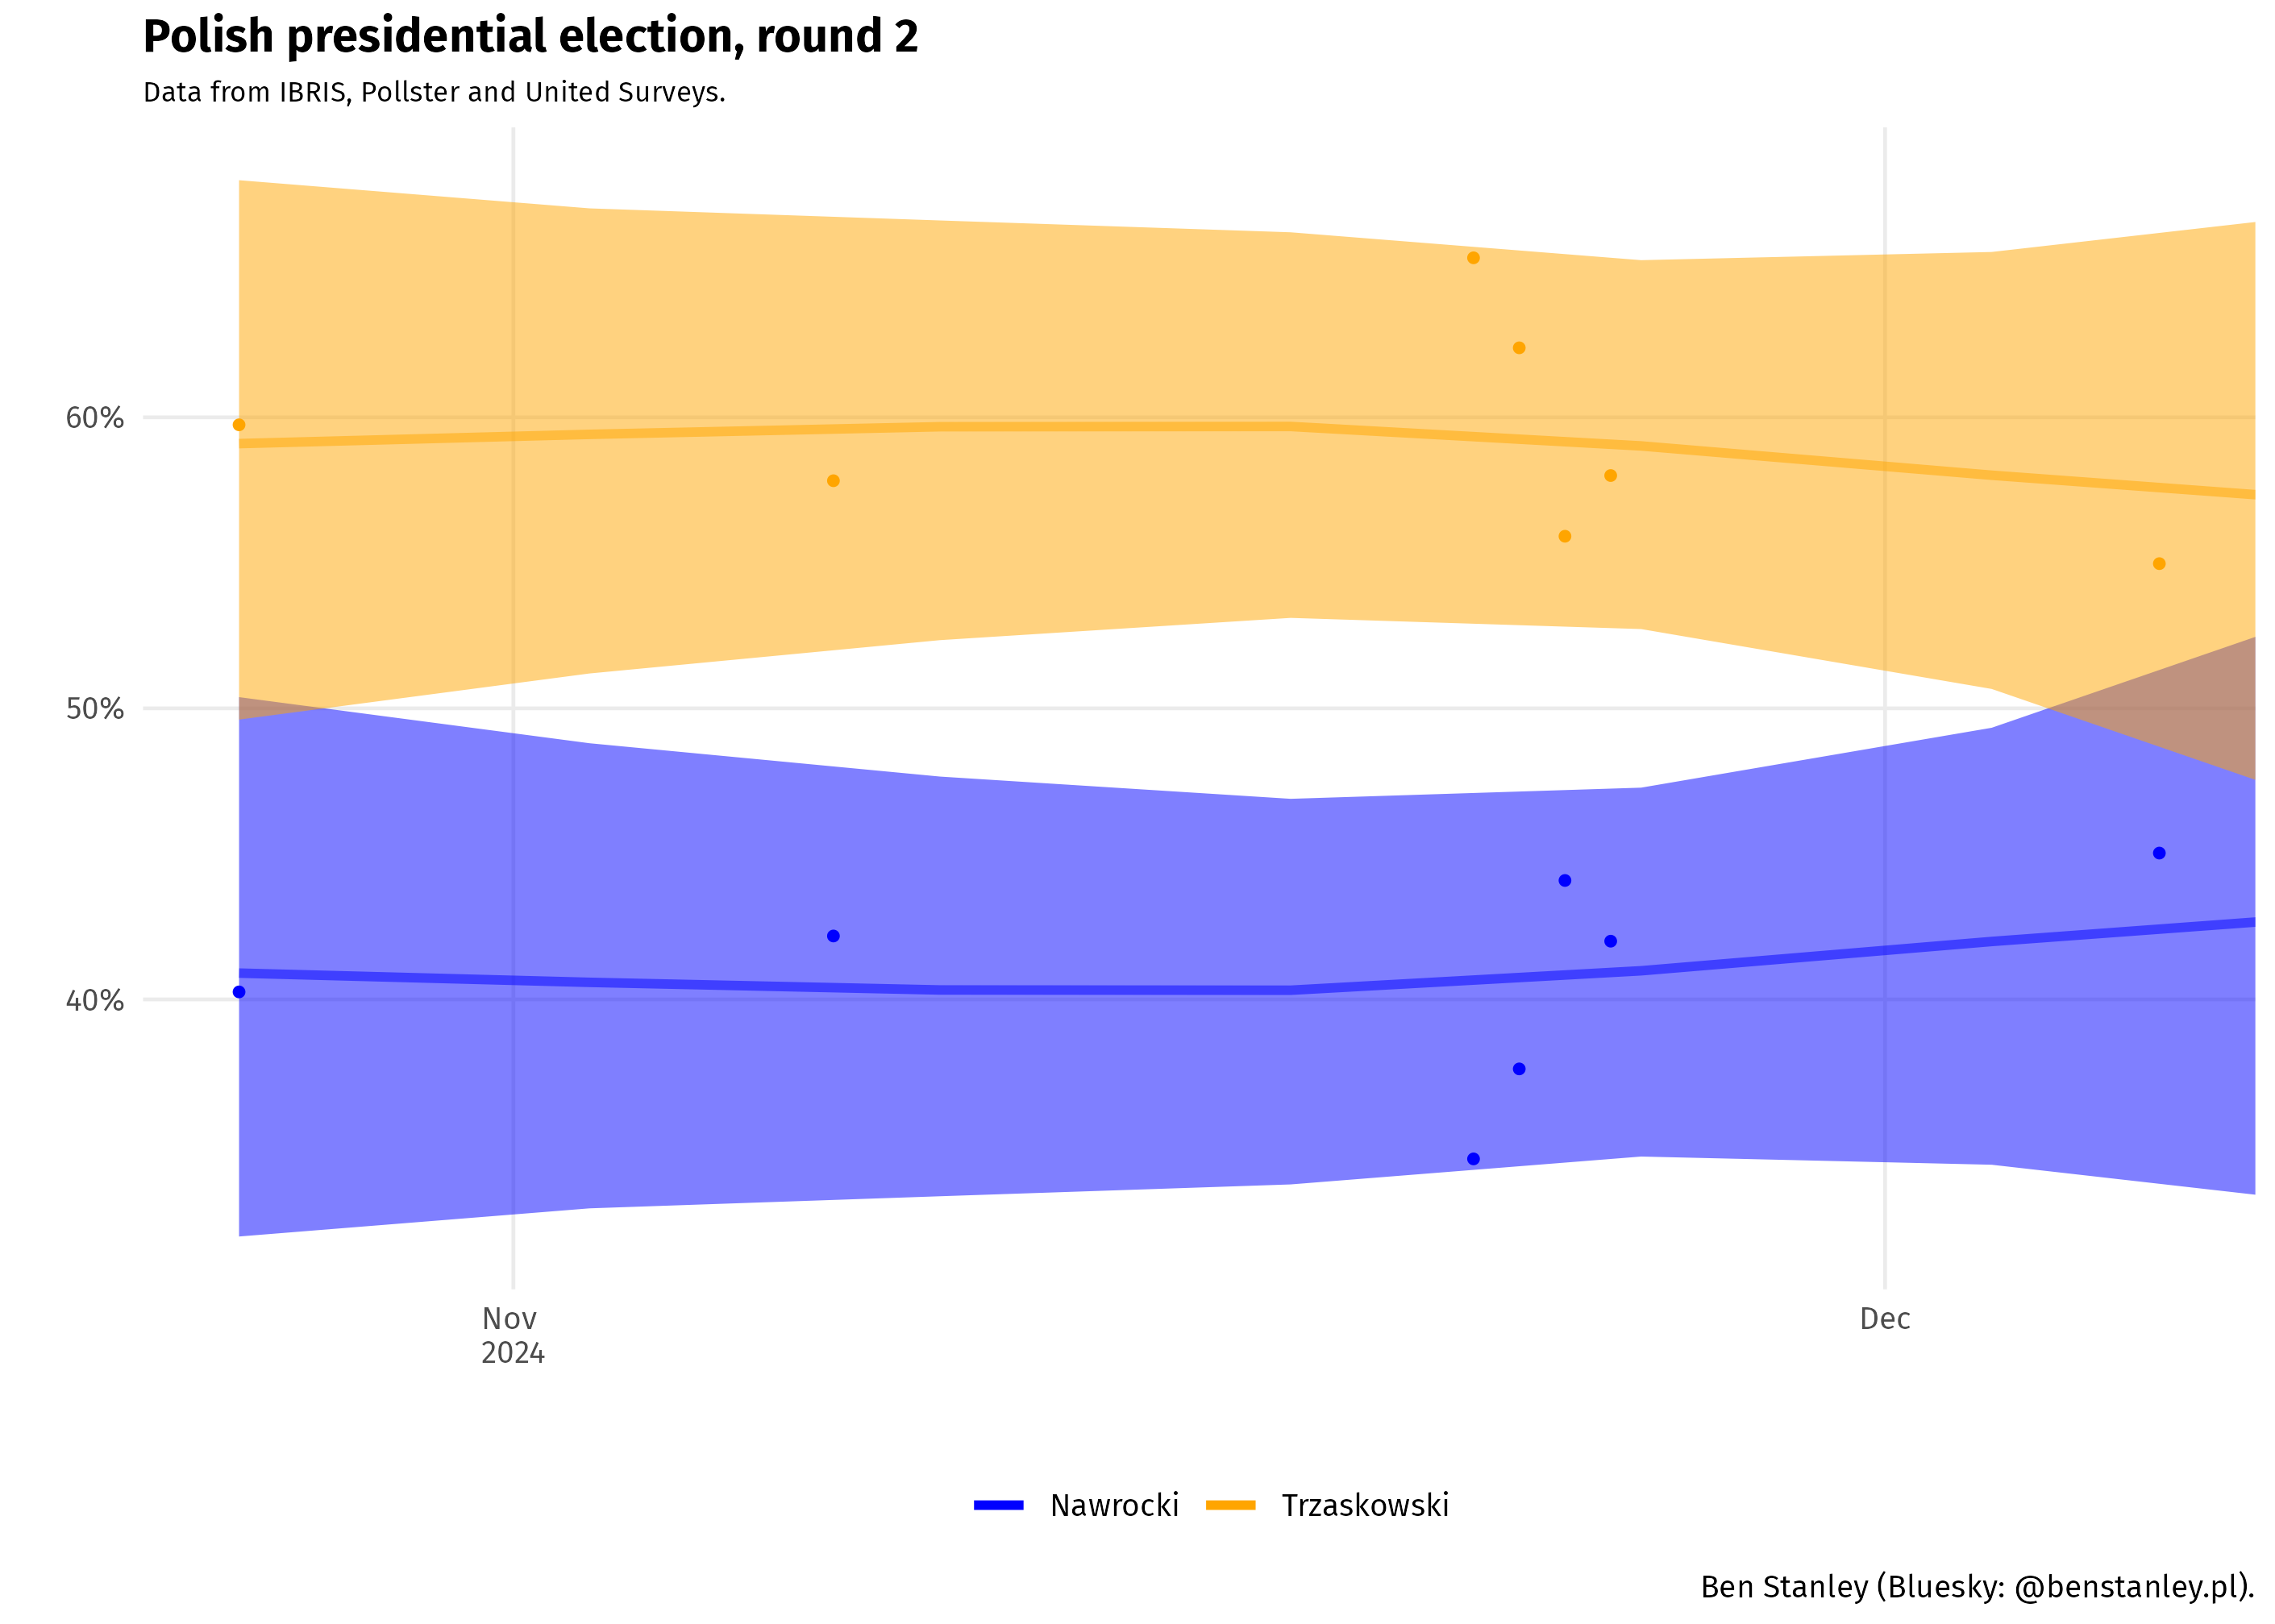 Polish presidential election, round 2
Data from IBRIS, Pollster and United Surveys.
60%
50%
40%
Nov
2024
Dec
Nawrocki
Trzaskowski
Ben Stanley (Bluesky: @benstanley.pl).